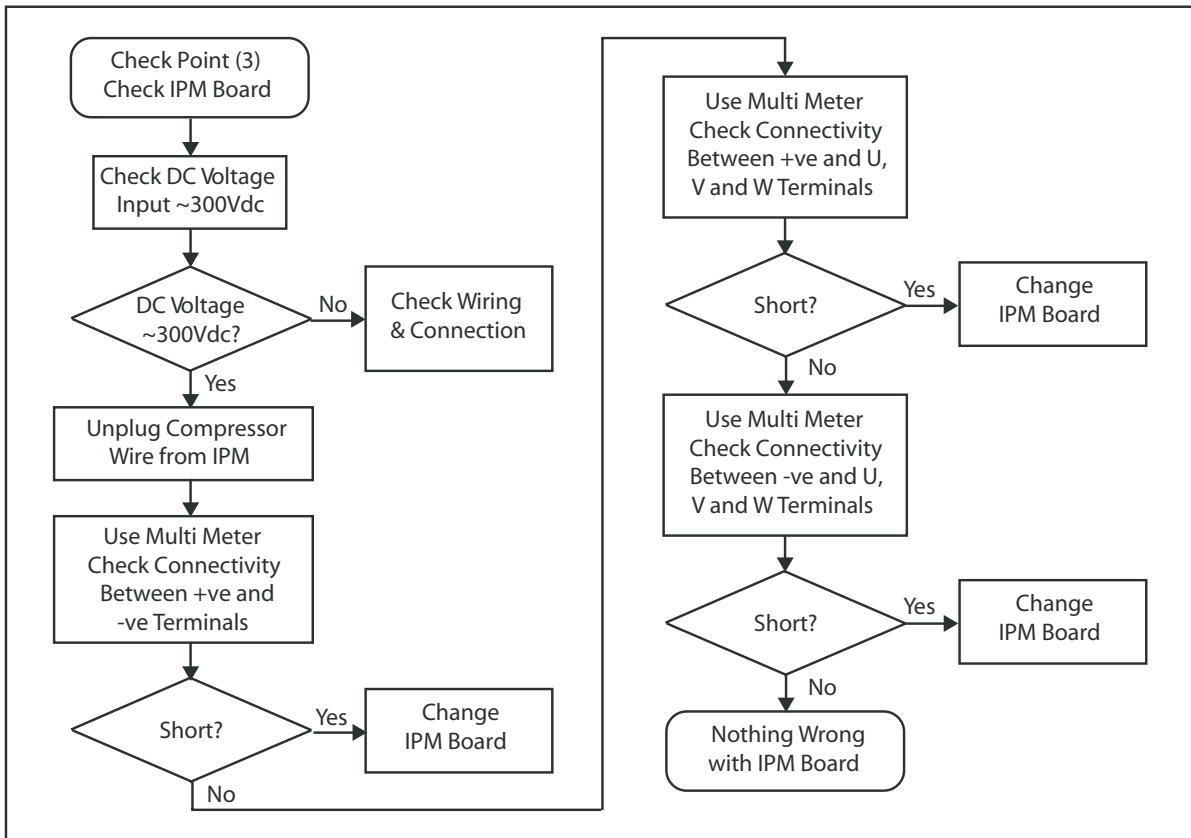 Check Point (3)
Check IPM Board
Check DC Voltage
Input ~300Vdc
DC Voltage
~300Vdc?
No
Check Wiring
& Connection
Yes
Unplug Compressor
Wire from IPM
Use Multi Meter
Check Connectivity
Between +ve and
-ve Terminals
Short?
Yes
Change
IPM Board
No
Use Multi Meter
Check Connectivity
Between +ve and U,
V and W Terminals
Short?
Yes
Change
IPM Board
No
Use Multi Meter
Check Connectivity
Between -ve and U,
V and W Terminals
Short?
Yes
Change
IPM Board
No
Nothing Wrong
with IPM Board